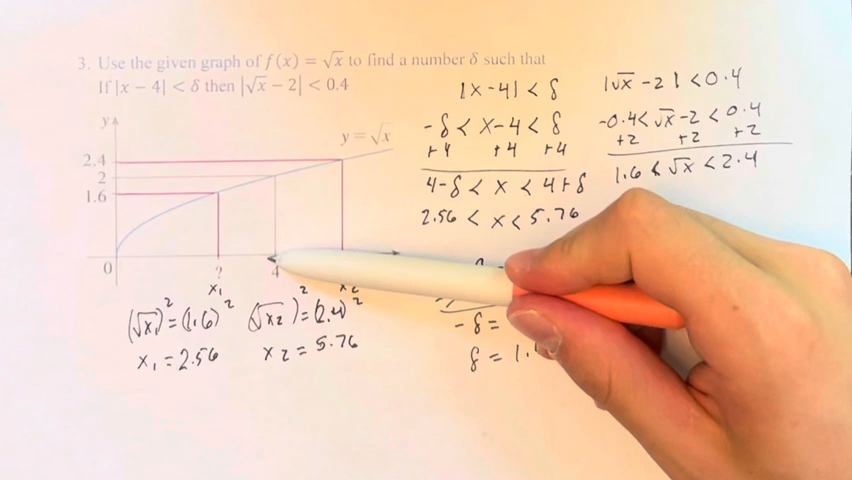 3. Use the given graph of f(x) = √x to find a number δ such that
If |x − 4| < δ then |√x − 2| < 0.4
|x - 4| < δ
-δ < x-4 < δ
+4 +4 +4
4-δ < x < 4+δ
2.56 < x < 5.76
|√x - 2| < 0.4
-0.4 < √x - 2 < 0.4
+2 +2 +2
1.6 < √x < 2.4
y
y = √x
2.4
2
1.6
0
?
4
x₁
x₂
(√x₁)² = (1.6)²
x₁ = 2.56
(√x₂)² = (2.4)²
x₂ = 5.76
-δ =
δ = 1.4